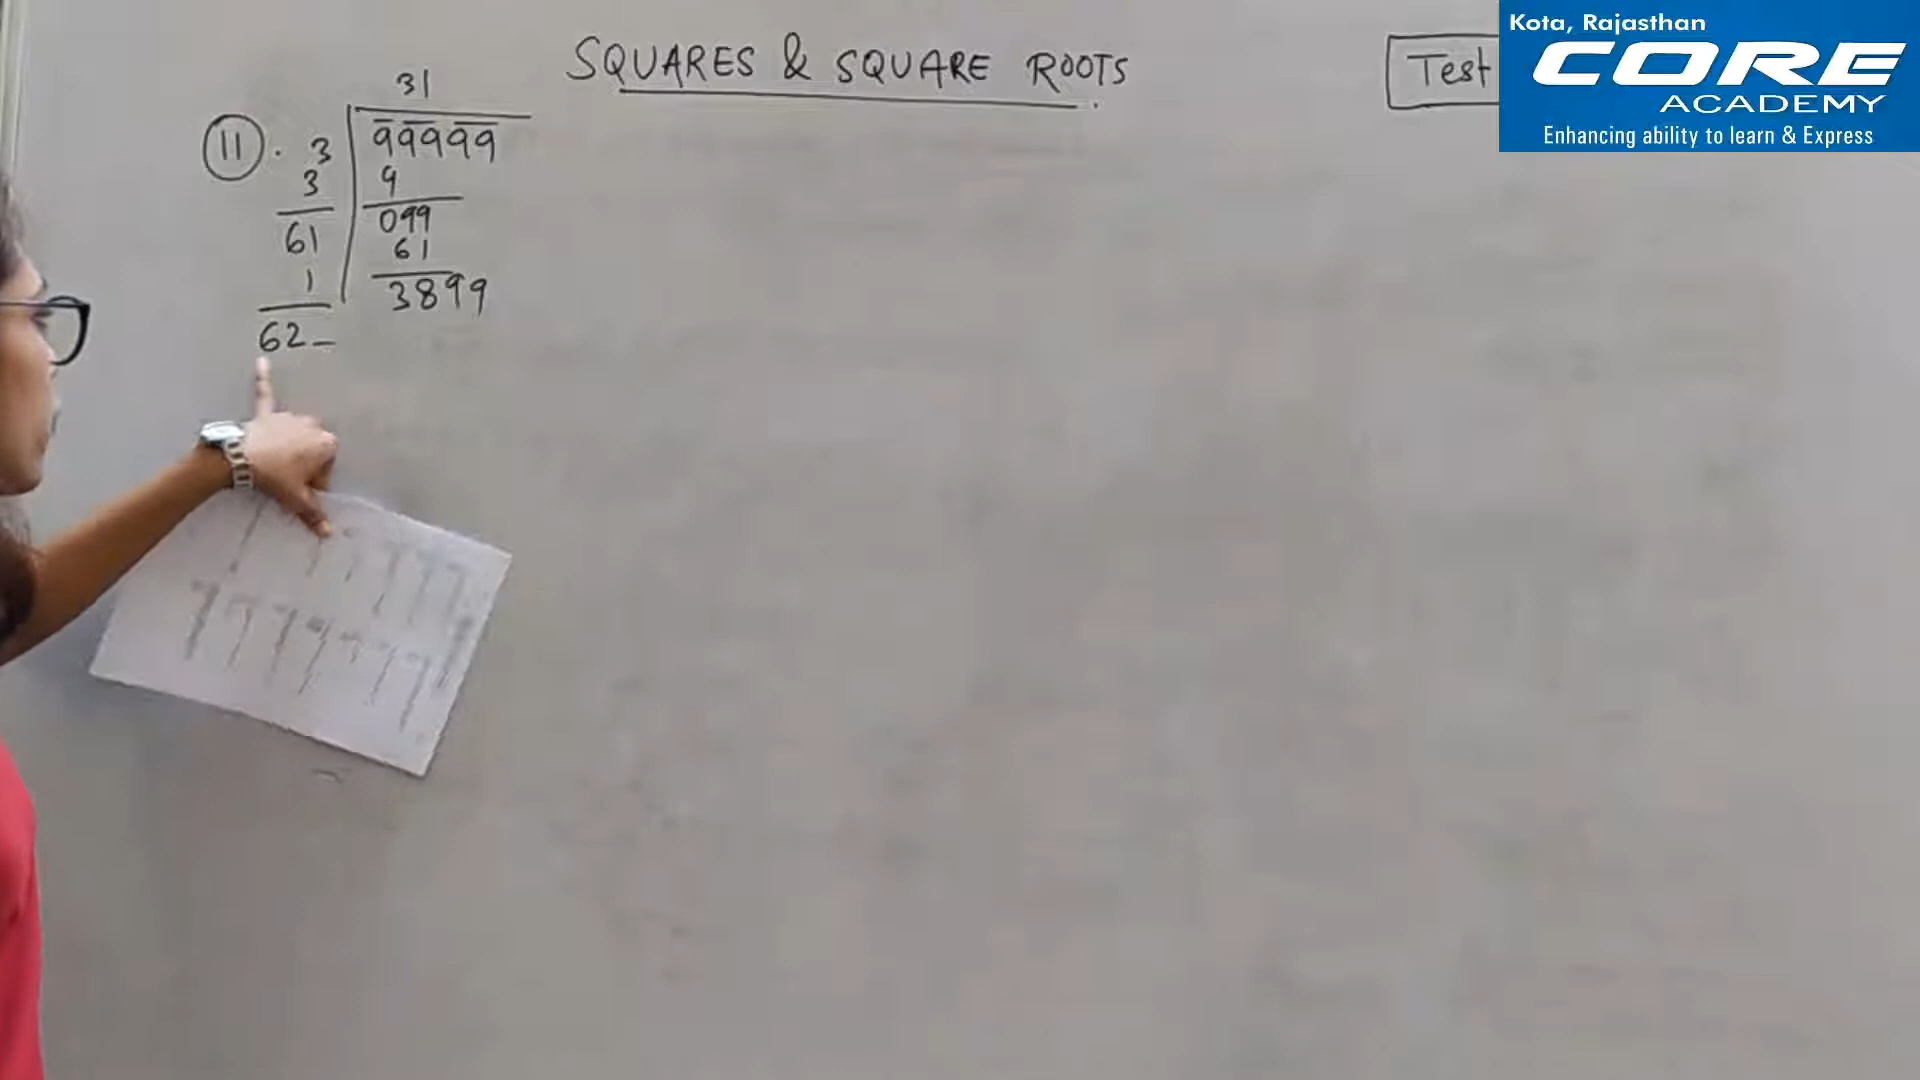 SQUARES & SQUARE ROOTS
Test
Kota, Rajasthan
CORE
ACADEMY
Enhancing ability to learn & Express
31
11. 3 99999
3 9
61 099
61
1 3899
62_